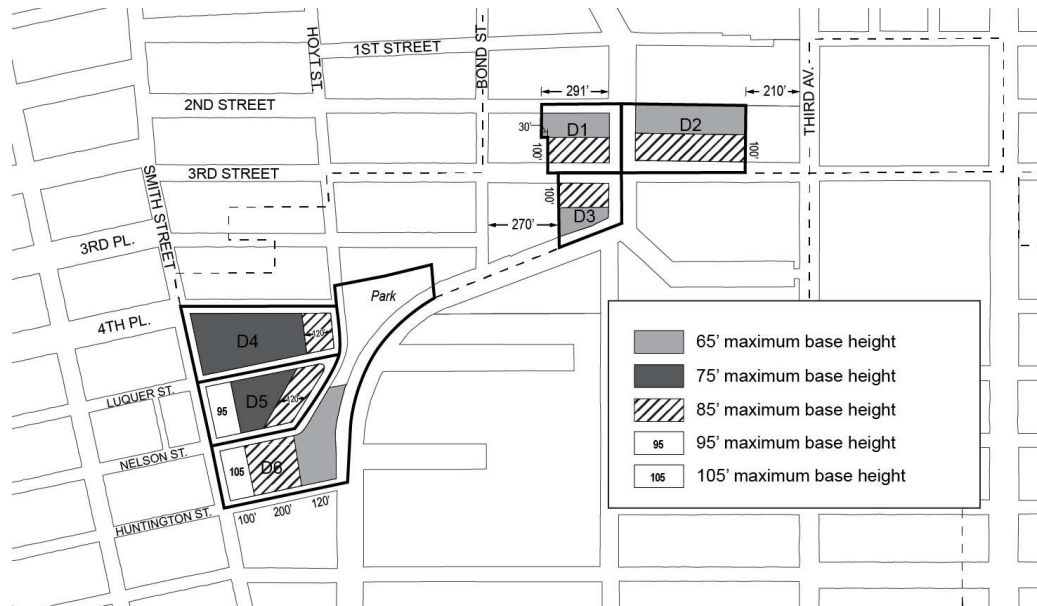 HOYT ST.
BOND ST.
1ST STREET
THIRD AV.
291'
210'
2ND STREET
30'
D1
D2
100'
100'
SMITH STREET
3RD STREET
100'
D3
270'
3RD PL.
Park
4TH PL.
D4
120'
65' maximum base height
75' maximum base height
LUQUER ST.
95
D5
120'
85' maximum base height
95 95' maximum base height
NELSON ST.
105
D6
105 105' maximum base height
HUNTINGTON ST.
100' 200' 120'